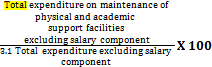 Total expenditure on maintenance of
physical and academic
support facilities
excluding salary component
3.1 Total expenditure excluding salary
component
X 100